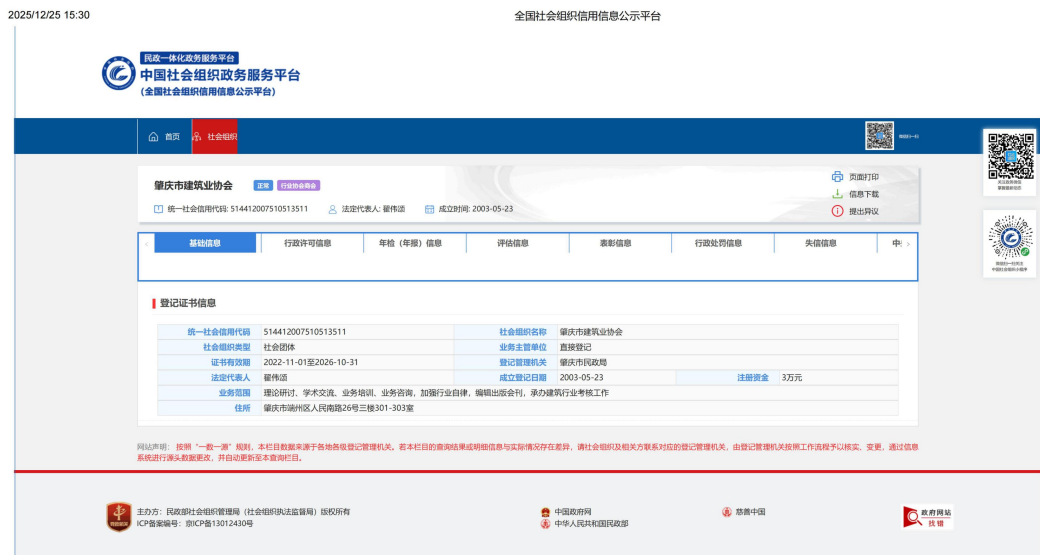 2025/12/25 15:30
全国社会组织信用信息公示平台
民政一体化政务服务平台
中国社会组织政务服务平台
(全国社会组织信用信息公示平台)
首页
社会组织
肇庆市建筑业协会
正常
行业协会商会
统一社会信用代码: 514412007510513511
法定代表人: 翟伟颂
成立时间: 2003-05-23
页面打印
信息下载
提出异议
基础信息
行政许可信息
年检（年报）信息
评估信息
表彰信息
行政处罚信息
失信信息
登记证书信息
统一社会信用代码 514412007510513511 社会组织名称 肇庆市建筑业协会
社会组织类型 社会团体 业务主管单位 直接登记
证书有效期 2022-11-01至2026-10-31 登记管理机关 肇庆市民政局
法定代表人 翟伟颂 成立登记日期 2003-05-23 注册资金 3万元
业务范围 理论研讨、学术交流、业务培训、业务咨询，加强行业自律，编辑出版会刊，承办建筑行业考核工作
住所 肇庆市端州区人民南路26号三楼301-303室
网站声明：按照“一数一源”规则，本栏目数据来源于各地各级登记管理机关。若本栏目的查询结果或明细信息与实际情况存在差异，请社会组织及相关方联系对应的登记管理机关，由登记管理机关按照工作流程予以核实、变更，通过信息
系统进行源头数据更改，并自动更新至本查询栏目。
主办方：民政部社会组织管理局（社会组织执法监督局）版权所有
ICP备案编号：京ICP备13012430号
中国政府网
中华人民共和国民政部
慈善中国
政府网站
找错